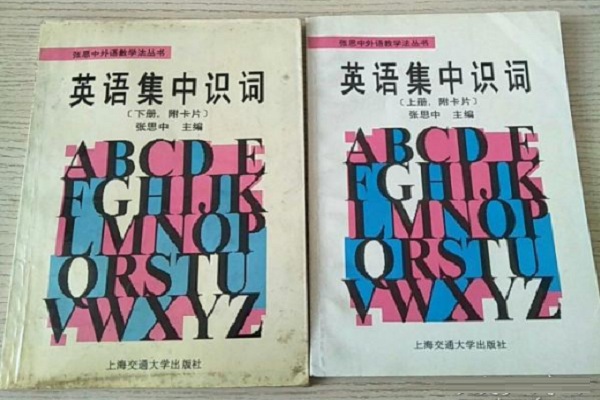 张思中外语教学法丛书
英语集中识词
(下册,附卡片)
张思中 主编
ABCDE
FGHIJK
LMNOP
QRSTU
VWXYZ
上海交通大学出版社
张思中外语教学法丛书
英语集中识词
(上册,附卡片)
张思中 主编
ABCDE
FGHIJK
LMNOP
QRSTU
VWXYZ
上海交通大学出版社